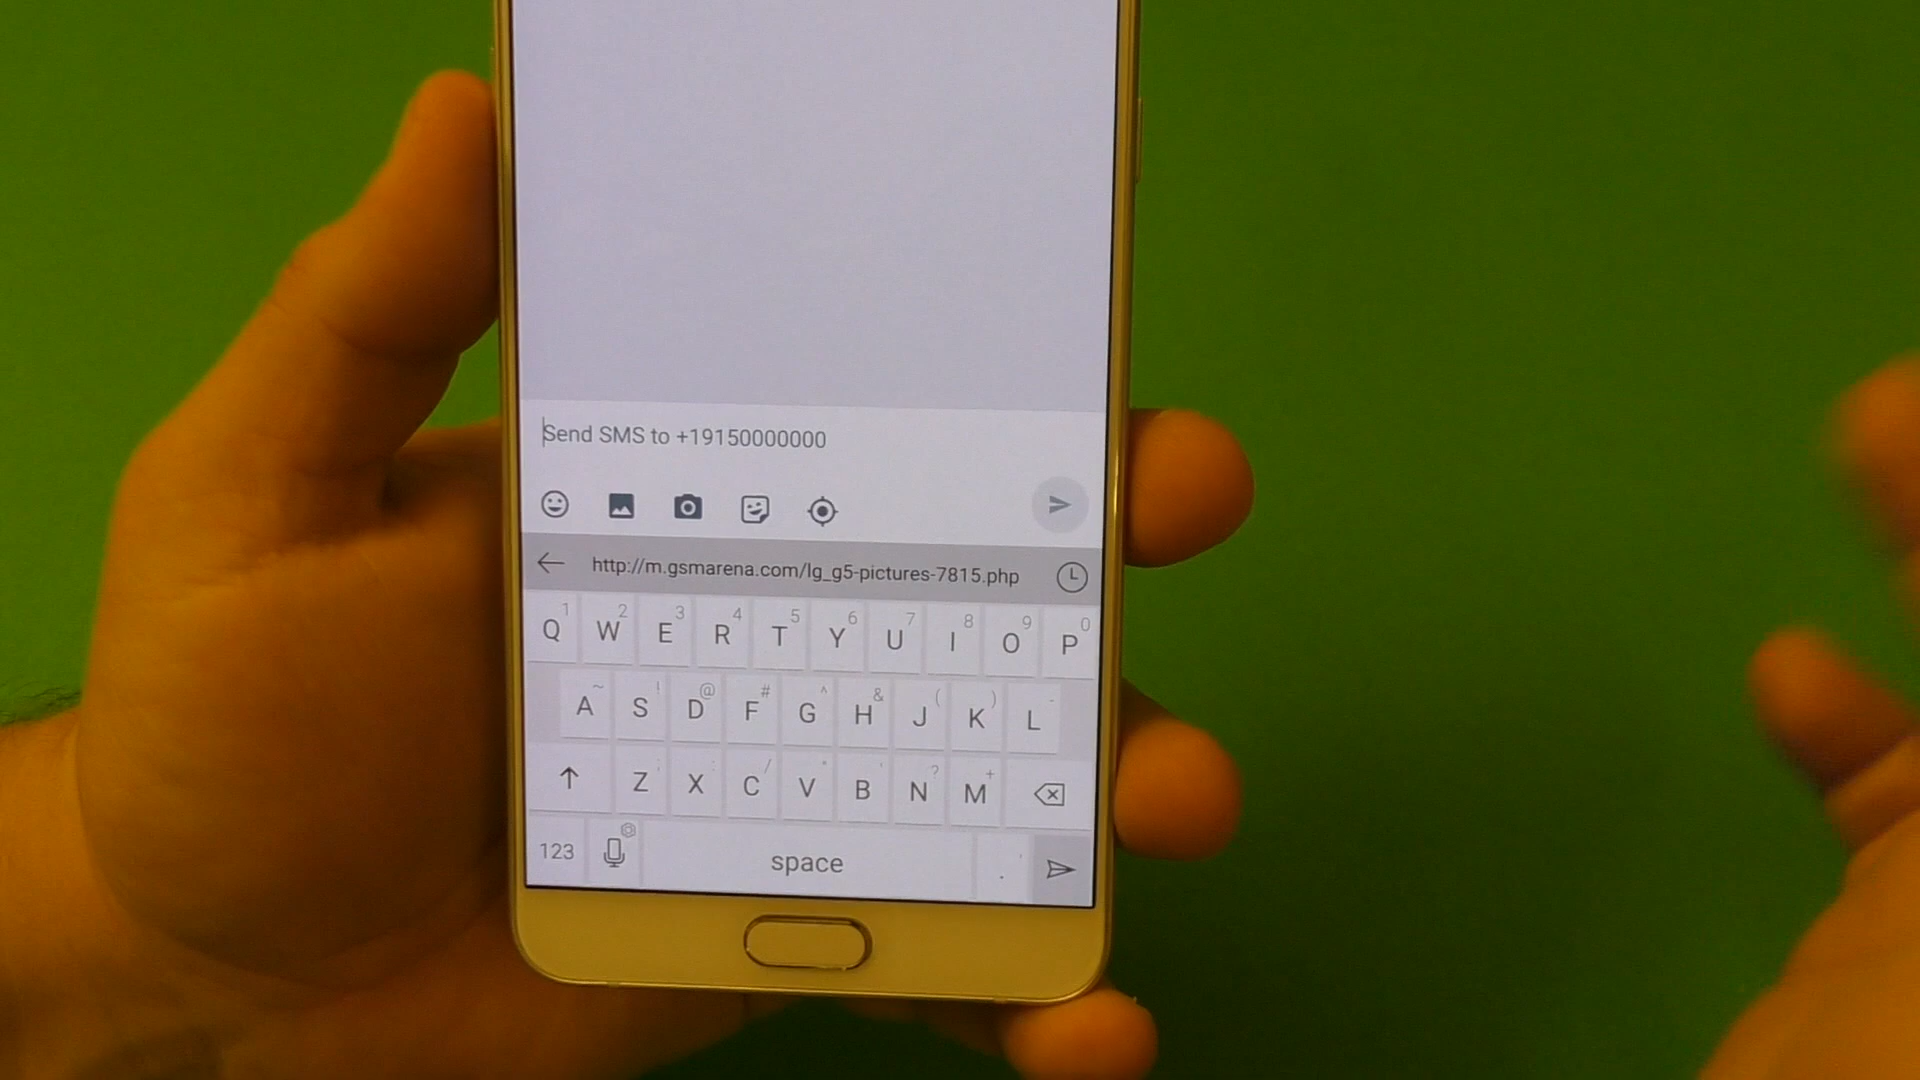 Send SMS to +19150000000
http://m.gsmarena.com/lg_g5-pictures-7815.php
1 2 3 4 5 6 7 8 9 0
Q W E R T Y U I O P
~ ! @ # ^ & ( ) -
A S D F G H J K L
/ ? +
Z X C V B N M
123 space .